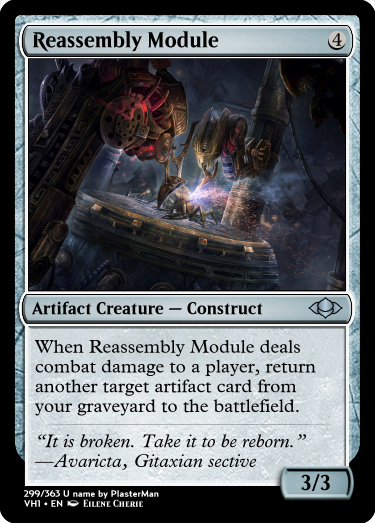 Reassembly Module 4
Artifact Creature — Construct
When Reassembly Module deals
combat damage to a player, return
another target artifact card from
your graveyard to the battlefield.
“It is broken. Take it to be reborn.”
—Avaricta, Gitaxian sective
3/3
299/363 U name by PlasterMan
VH1 • EN Eilene Cherie